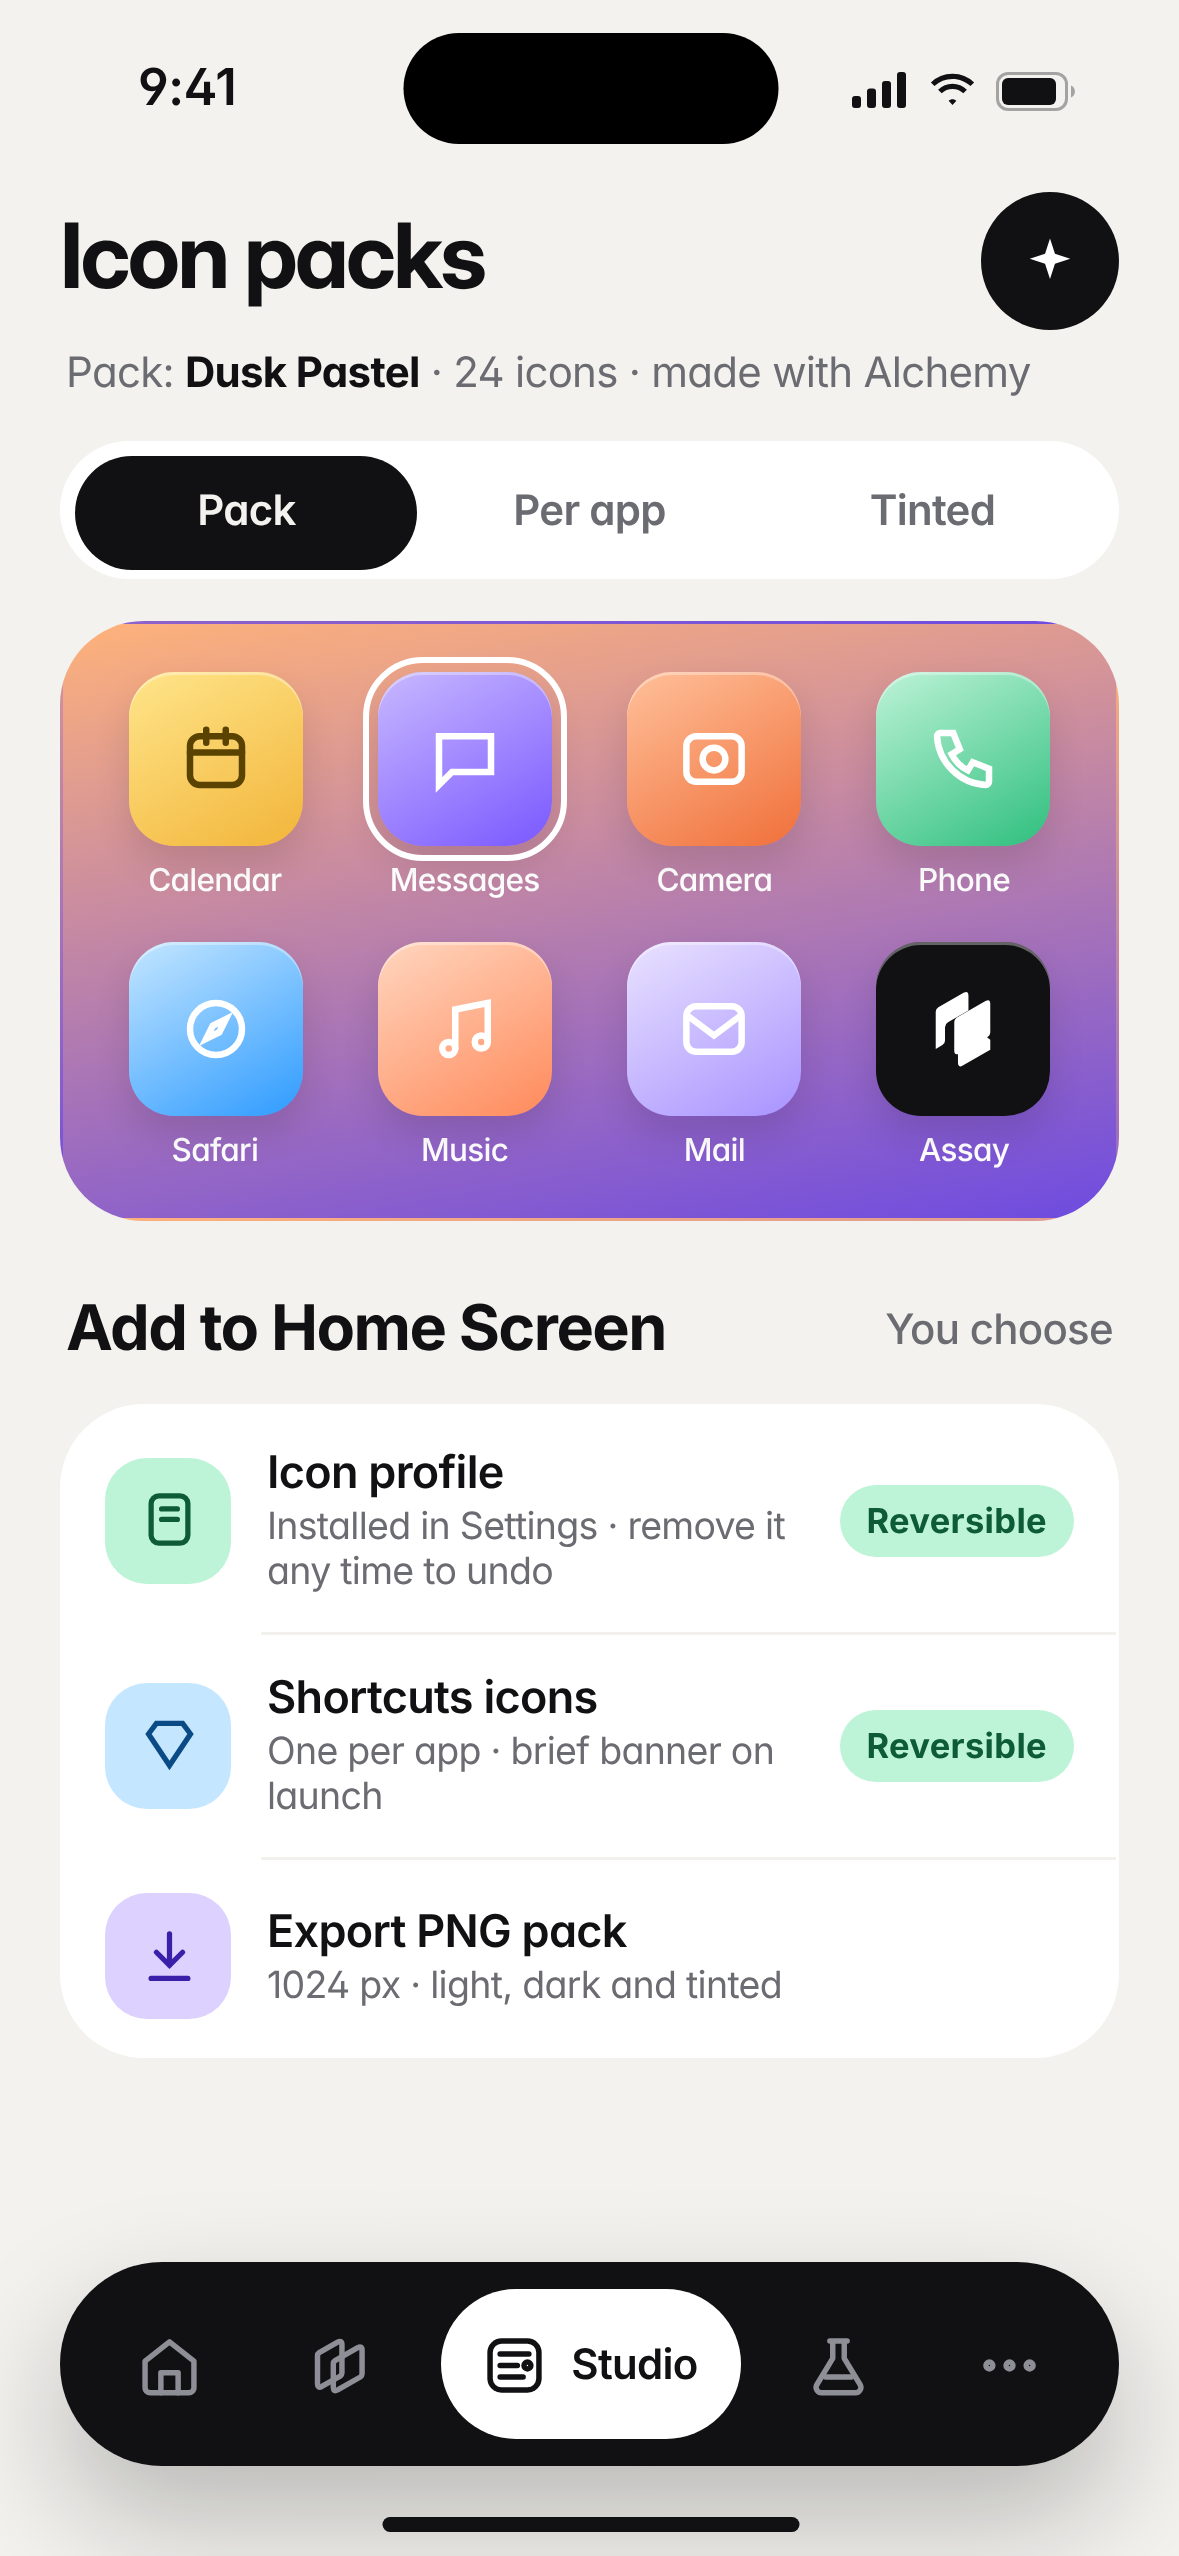 9:41
Icon packs
Pack: Dusk Pastel · 24 icons · made with Alchemy
Pack
Per app
Tinted
Calendar
Messages
Camera
Phone
Safari
Music
Mail
Assay
Add to Home Screen
You choose
Icon profile
Installed in Settings · remove it
any time to undo
Reversible
Shortcuts icons
One per app · brief banner on
launch
Reversible
Export PNG pack
1024 px · light, dark and tinted
Studio